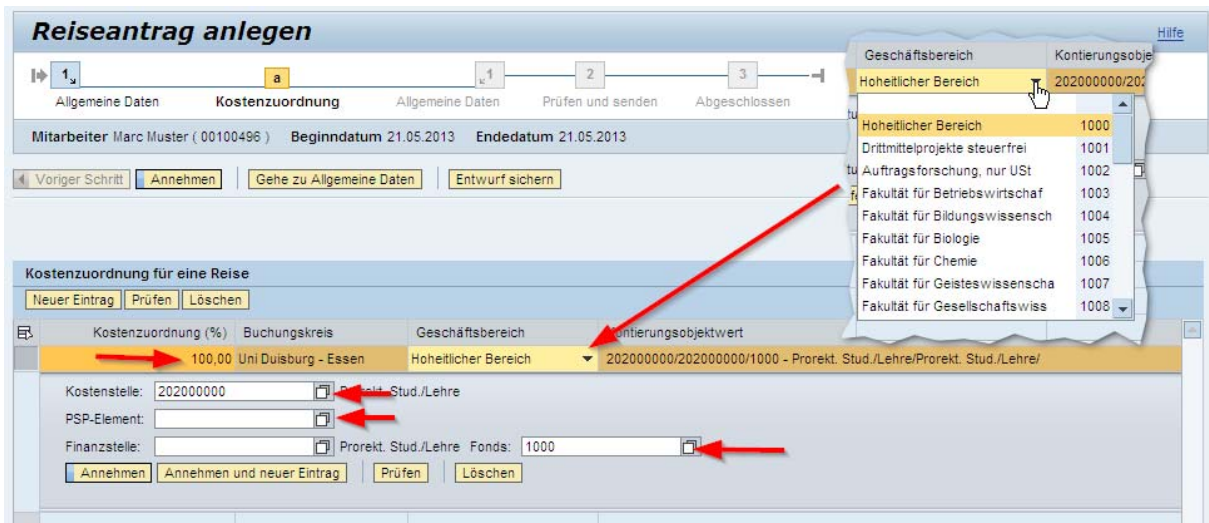 Reiseantrag anlegen
Hilfe
1 a 1 2 3
Allgemeine Daten Kostenzuordnung Allgemeine Daten Prüfen und senden Abgeschlossen
Mitarbeiter Marc Muster ( 00100496 ) Beginndatum 21.05.2013 Endedatum 21.05.2013
Voriger Schritt Annehmen Gehe zu Allgemeine Daten Entwurf sichern
Geschäftsbereich Kontierungsobje
Hoheitlicher Bereich 202000000/202
Hoheitlicher Bereich 1000
Drittmittelprojekte steuerfrei 1001
Auftragsforschung, nur USt 1002
Fakultät für Betriebswirtschaf 1003
Fakultät für Bildungswissensch 1004
Fakultät für Biologie 1005
Fakultät für Chemie 1006
Fakultät für Geisteswissenscha 1007
Fakultät für Gesellschaftswiss 1008
Kostenzuordnung für eine Reise
Neuer Eintrag Prüfen Löschen
Kostenzuordnung (%) Buchungskreis Geschäftsbereich Kontierungsobjektwert
100,00 Uni Duisburg - Essen Hoheitlicher Bereich 202000000/202000000/1000 - Prorekt. Stud./Lehre/Prorekt. Stud./Lehre/
Kostenstelle: 202000000 Prorekt. Stud./Lehre
PSP-Element:
Finanzstelle: Prorekt. Stud./Lehre Fonds: 1000
Annehmen Annehmen und neuer Eintrag Prüfen Löschen